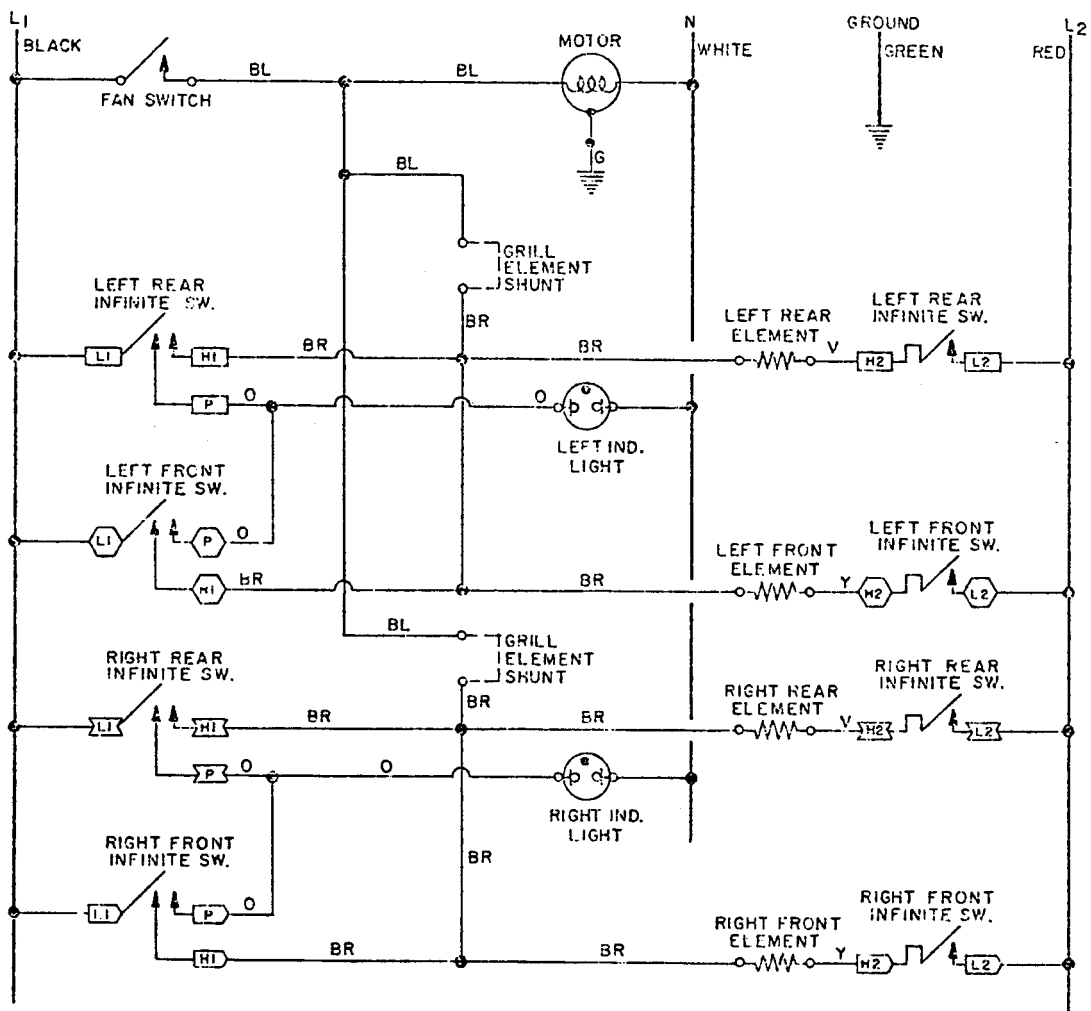 L1
BLACK
N
WHITE
GROUND
GREEN
L2
RED
FAN SWITCH
BL
BL
MOTOR
G
BL
GRILL
ELEMENT
SHUNT
LEFT REAR
INFINITE SW.
L1
H1
BR
BR
BR
LEFT REAR
ELEMENT
V
H2
LEFT REAR
INFINITE SW.
L2
P
O
O
LEFT IND.
LIGHT
LEFT FRONT
INFINITE SW.
L1
P
O
H1
BR
BR
LEFT FRONT
ELEMENT
Y
H2
LEFT FRONT
INFINITE SW.
L2
BL
GRILL
ELEMENT
SHUNT
BR
RIGHT REAR
INFINITE SW.
L1
H1
BR
BR
RIGHT REAR
ELEMENT
V
H2
RIGHT REAR
INFINITE SW.
L2
P
O
O
RIGHT IND.
LIGHT
BR
RIGHT FRONT
INFINITE SW.
L1
P
O
H1
BR
BR
RIGHT FRONT
ELEMENT
Y
H2
RIGHT FRONT
INFINITE SW.
L2